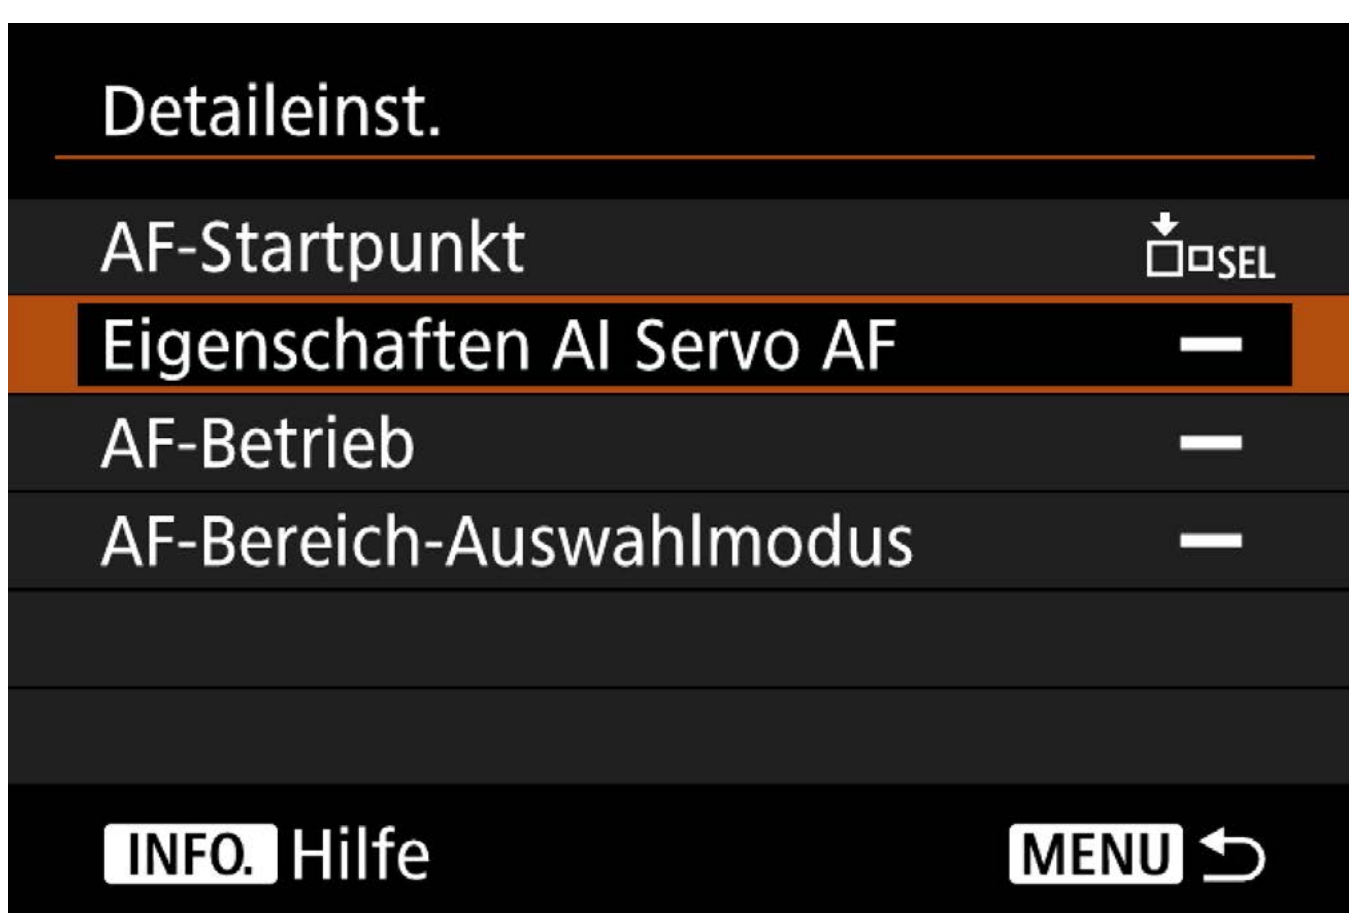 Detaileinst.
AF-Startpunkt SEL
Eigenschaften AI Servo AF —
AF-Betrieb —
AF-Bereich-Auswahlmodus —
INFO. Hilfe MENU